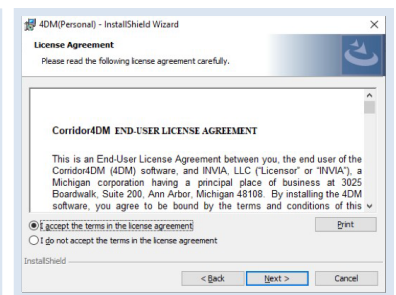 4DM(Personal) - InstallShield Wizard
License Agreement
Please read the following license agreement carefully.
Corridor4DM END-USER LICENSE AGREEMENT
This is an End-User License Agreement between you, the end user of the
Corridor4DM (4DM) software, and INVIA, LLC ("Licensor" or "INVIA"), a
Michigan corporation having a principal place of business at 3025
Boardwalk, Suite 200, Ann Arbor, Michigan 48108. By installing the 4DM
software, you agree to be bound by the terms and conditions of this
I accept the terms in the license agreement
Print
I do not accept the terms in the license agreement
InstallShield
< Back
Next >
Cancel